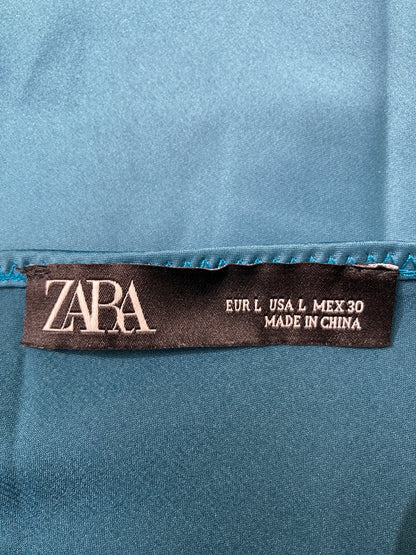 ZARA
EUR L USA L MEX 30
MADE IN CHINA